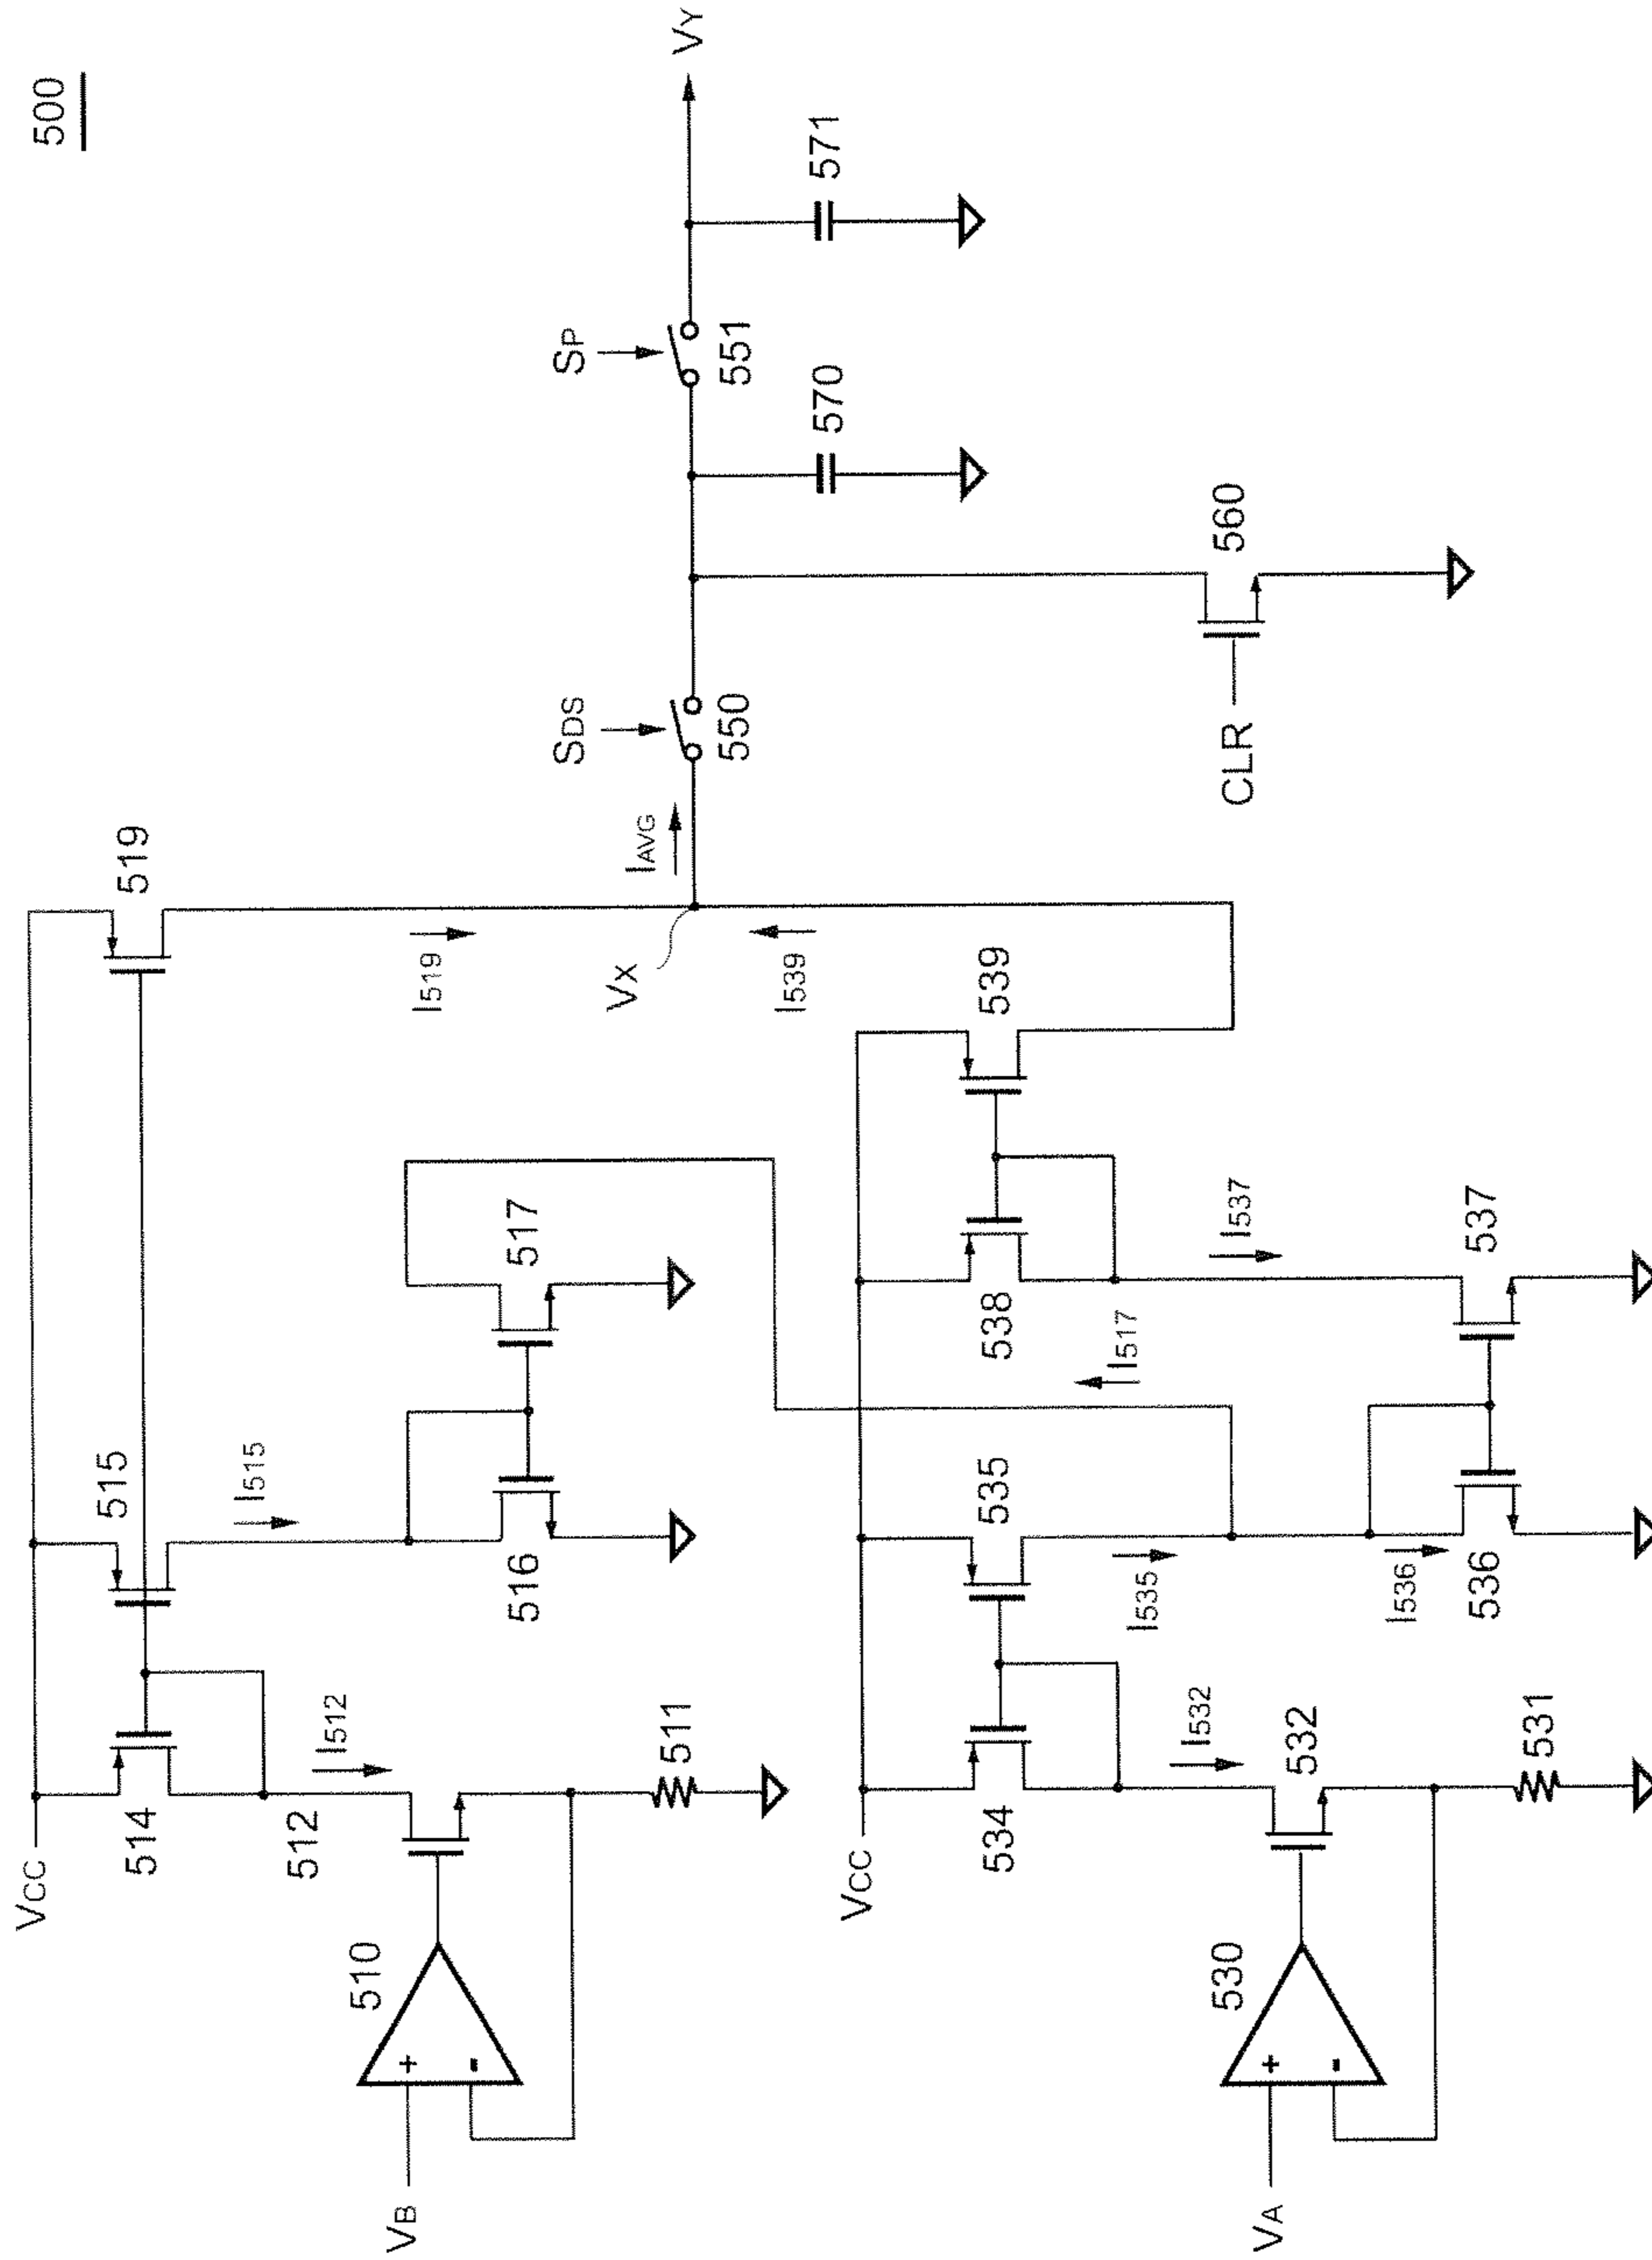 500
VCC
514
515
519
I512
I515
I519
512
510
VB
+
-
511
516
517
VX
IAVG
SDS
550
SP
551
VY
570
571
I539
CLR
560
VCC
534
535
538
539
I532
I535
I517
I537
530
VA
+
-
532
531
I536
536
537